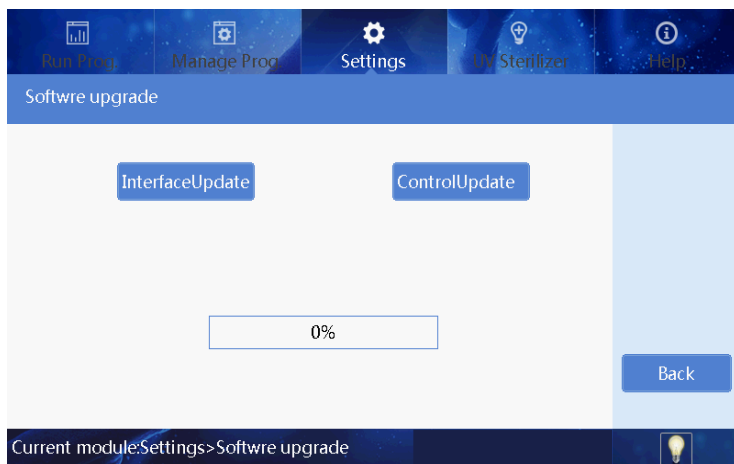 Run Prog. Manage Prog. Settings UV Sterilizer Help
Softwre upgrade
InterfaceUpdate ControlUpdate
0%
Back
Current module:Settings>Softwre upgrade